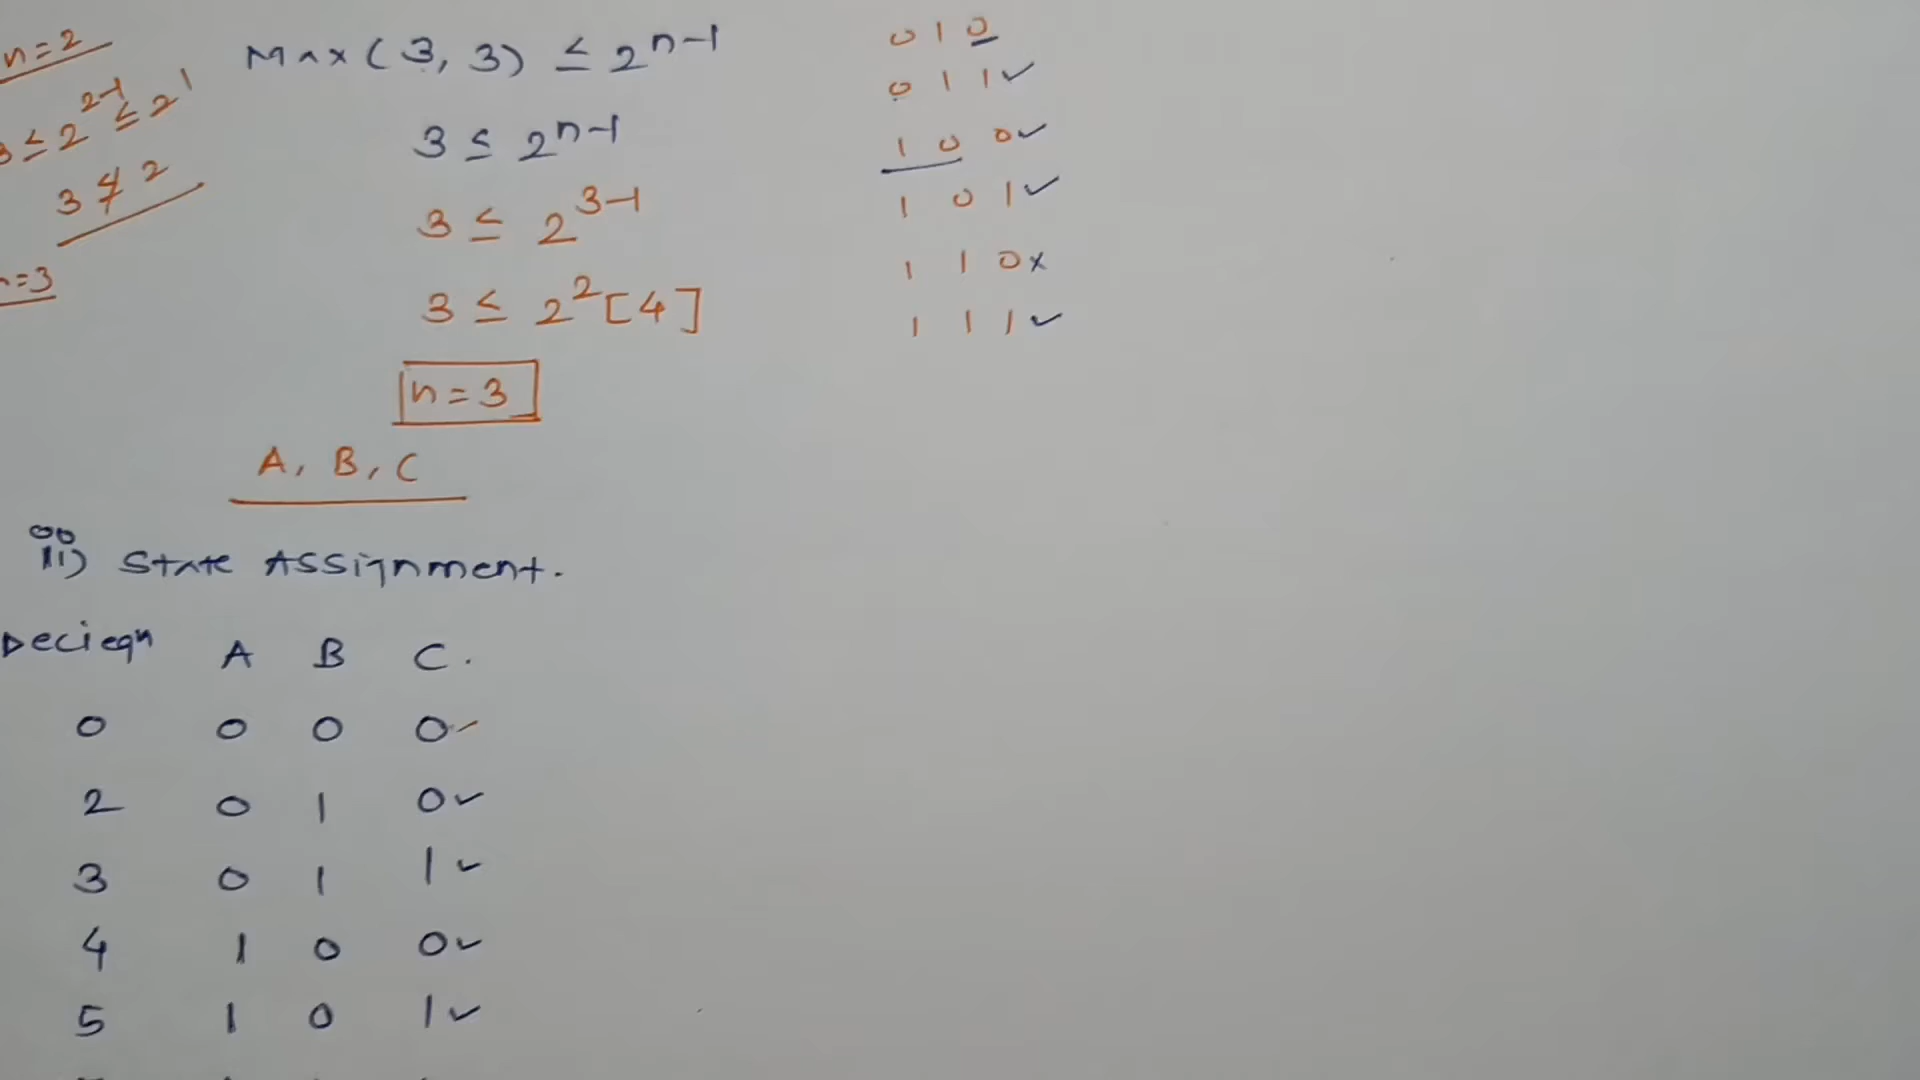 n=2
3 ≤ 2^2-1 ≤ 2^1
3 ≰ 2
n=3
Max (3, 3) ≤ 2^n-1
3 ≤ 2^n-1
3 ≤ 2^3-1
3 ≤ 2^2 [4]
n=3
A, B, C
0 1 0
0 1 1 ✓
1 0 0 ✓
1 0 1 ✓
1 1 0 x
1 1 1 ✓
iii) State Assignment.
Decieqn A B C.
0 0 0 0 ✓
2 0 1 0 ✓
3 0 1 1 ✓
4 1 0 0 ✓
5 1 0 1 ✓